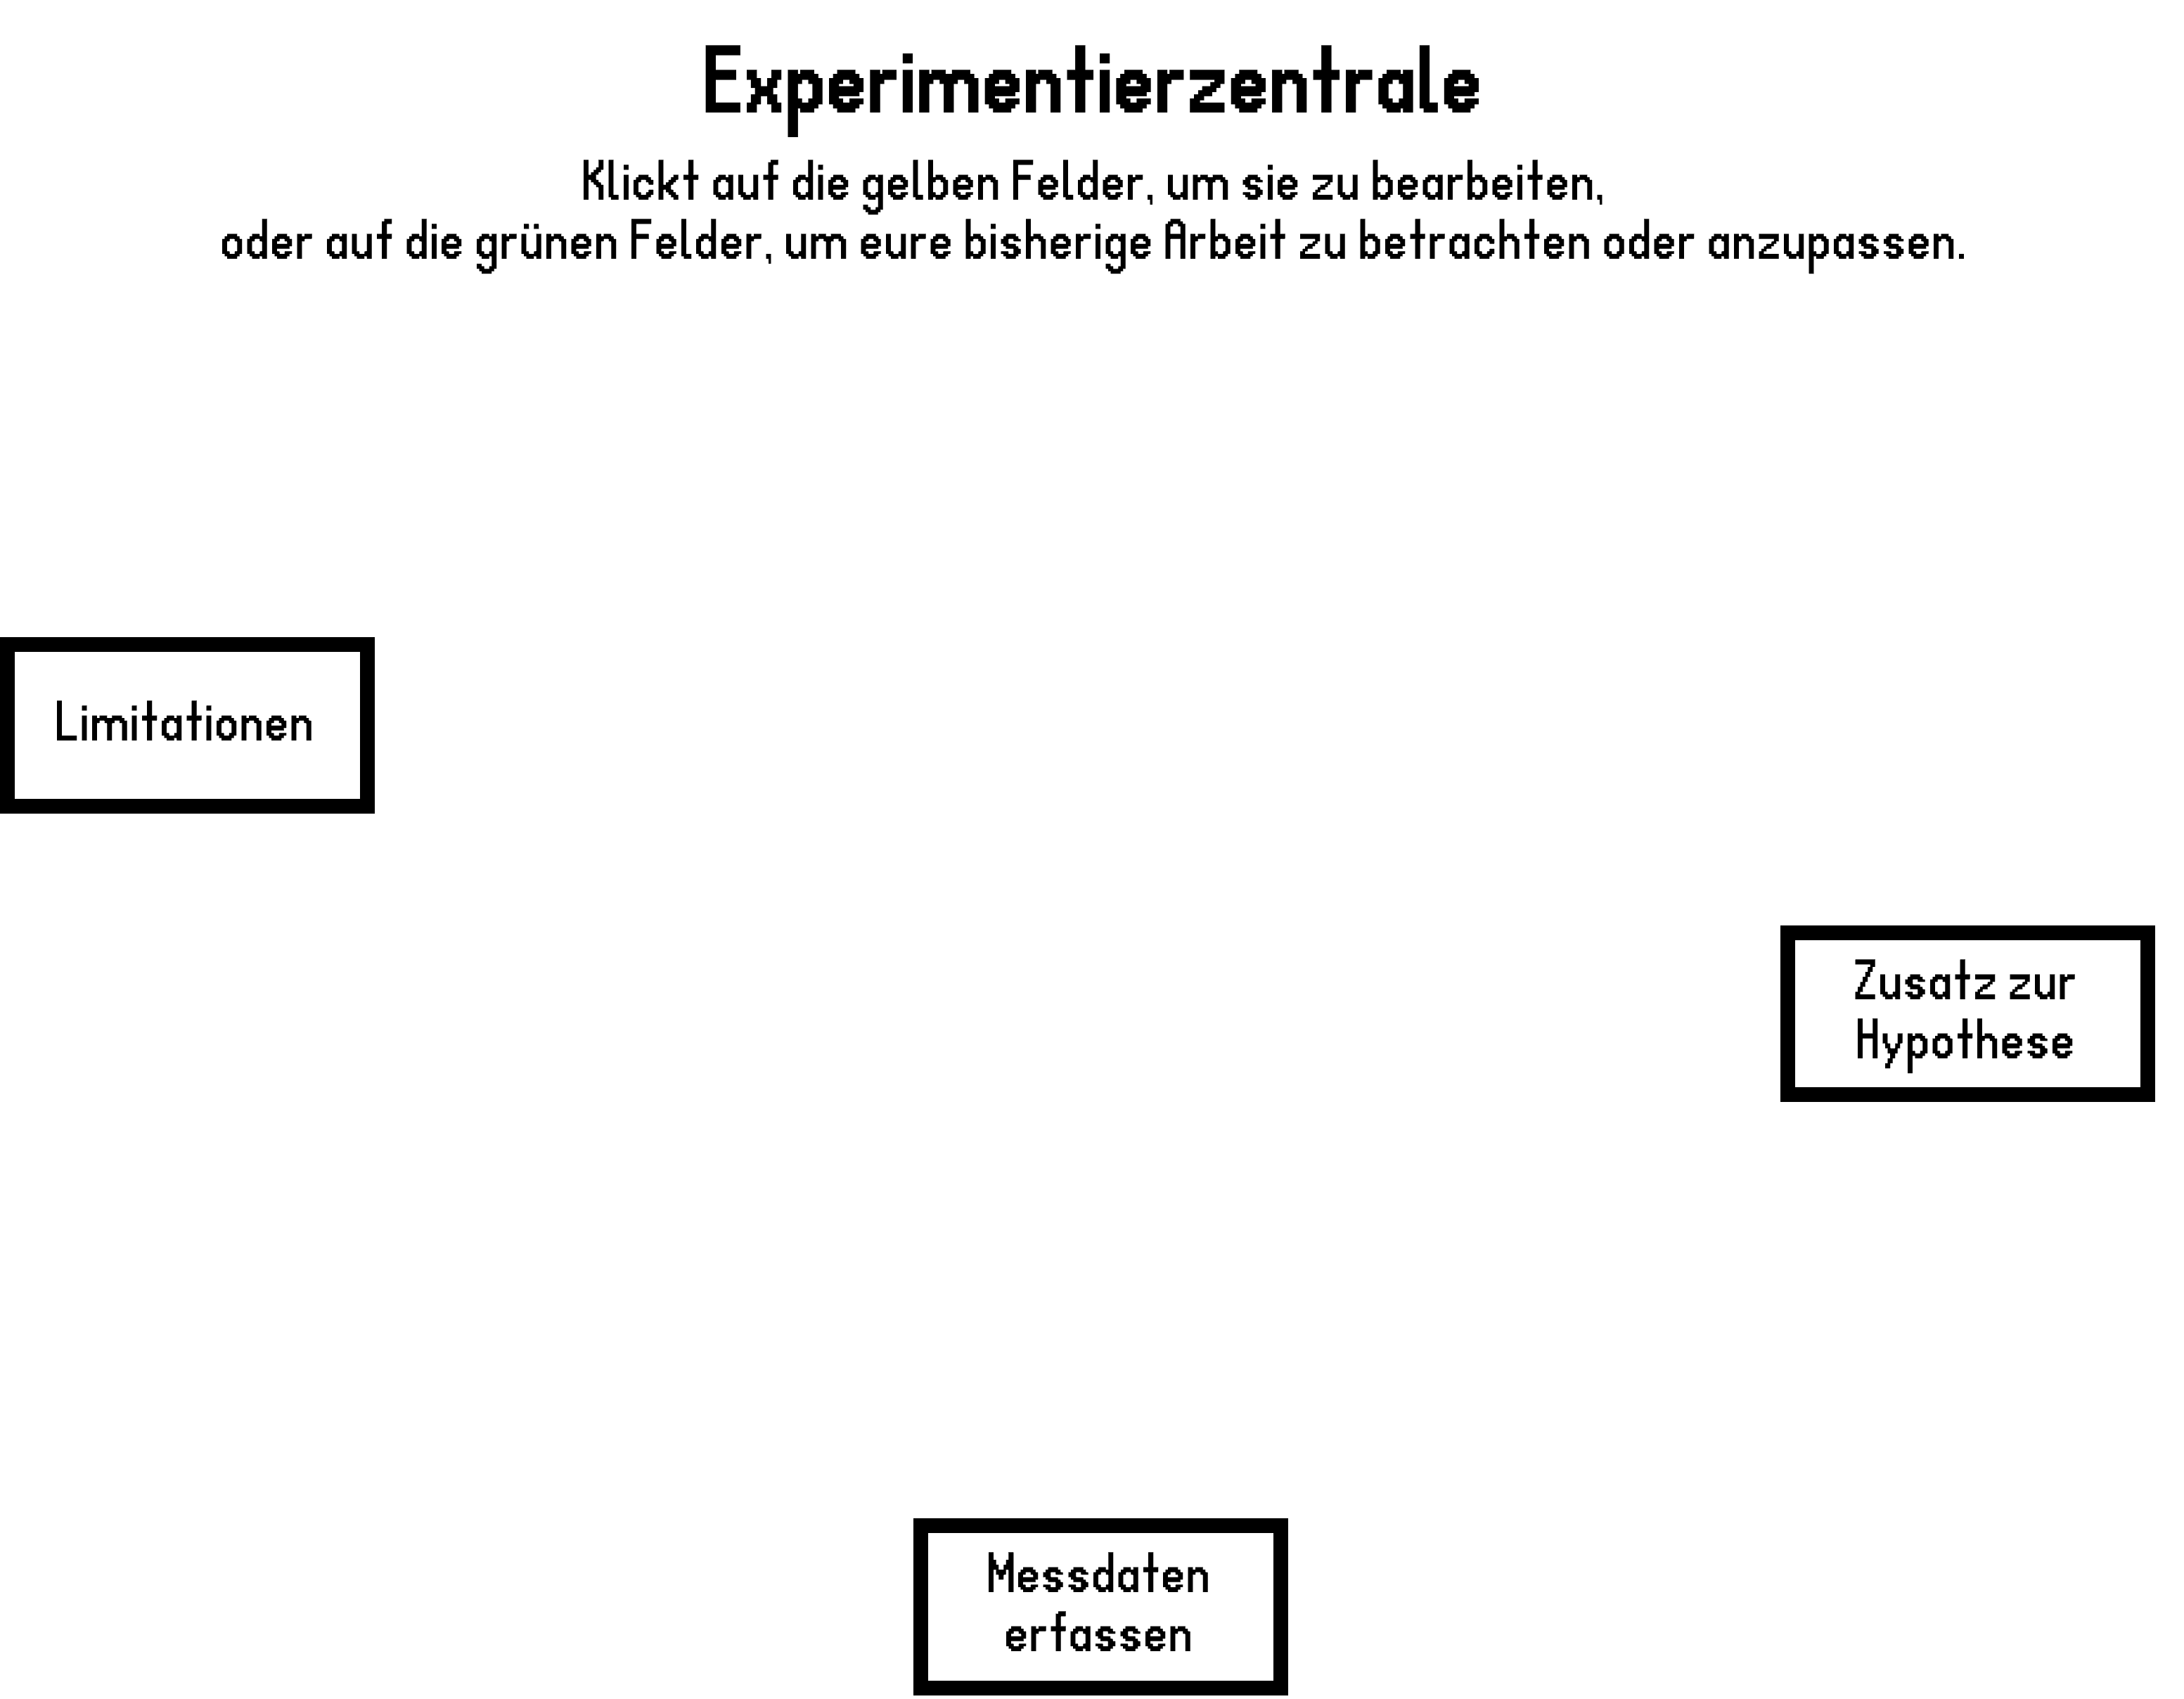 Experimentierzentrale
Klickt auf die gelben Felder, um sie zu bearbeiten,
oder auf die grünen Felder, um eure bisherige Arbeit zu betrachten oder anzupassen.
Limitationen
Zusatz zur
Hypothese
Messdaten
erfassen